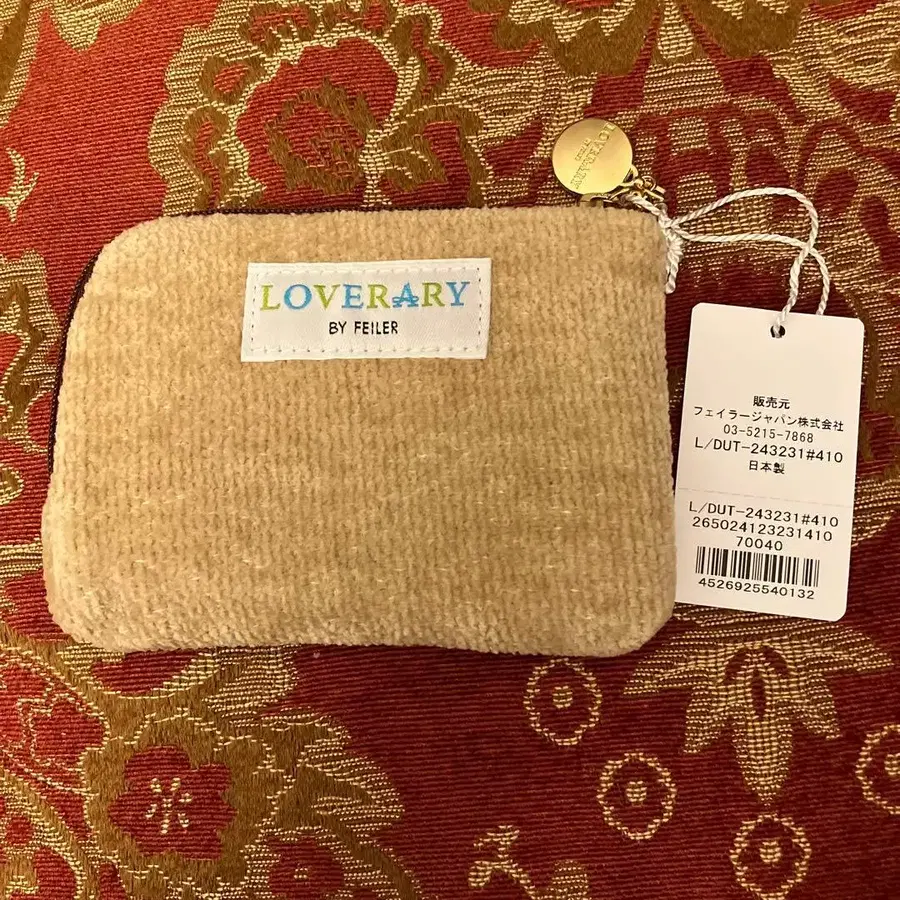 LOVERARY
LOVERARY
BY FEILER
販売元
フェイラージャパン株式会社
03-5215-7868
L/DUT-243231#410
日本製
L/DUT-243231#410
265024123231410
70040
4526925540132